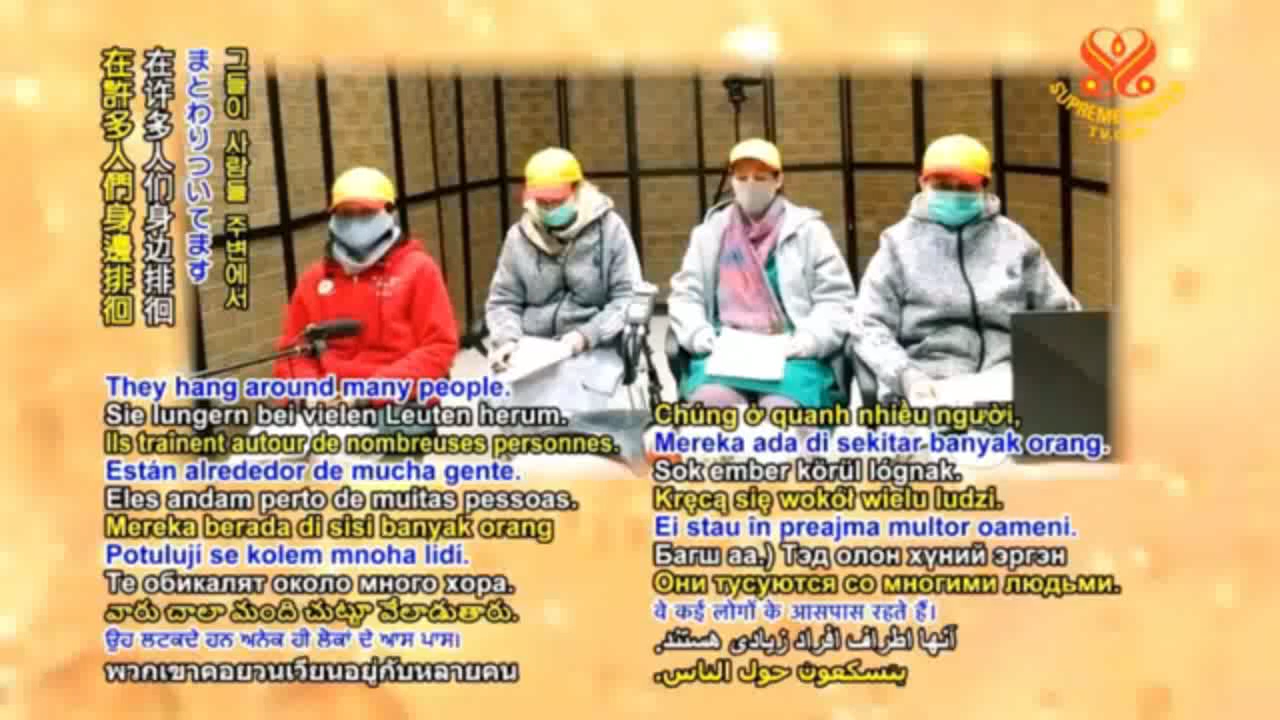 在許多人們身邊排徊
在许多人们身边排徊
まとわりついてます
그들이 사람들 주변에서
They hang around many people.
Sie lungern bei vielen Leuten herum.
Ils traînent autour de nombreuses personnes.
Están alrededor de mucha gente.
Eles andam perto de muitas pessoas.
Mereka berada di sisi banyak orang
Potulují se kolem mnoha lidí.
Те обикалят около много хора.
వారు చాలా మంది చుట్టూ వేలాడుతారు.
ਉਹ ਲਟਕਦੇ ਹਨ ਅਨੇਕ ਹੀ ਲੋਕਾਂ ਦੇ ਆਸ ਪਾਸ।
พวกเขาคอยวนเวียนอยู่กับหลายคน
Chúng ở quanh nhiều người,
Mereka ada di sekitar banyak orang.
Sok ember körül lógnak.
Kręcą się wokół wielu ludzi.
Ei stau în preajma multor oameni.
Багш аа.) Тэд олон хүний эргэн
Они тусуются со многими людьми.
वे कई लोगों के आसपास रहते हैं।
آنها اطراف افراد زیادی هستند.
يتسكعون حول الناس.